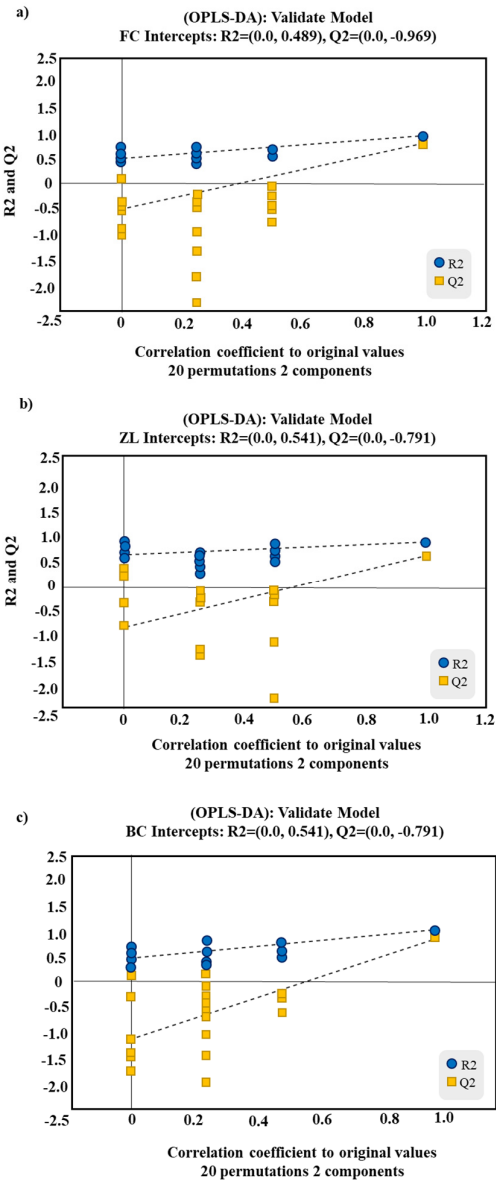 a)
(OPLS-DA): Validate Model
FC Intercepts: R2=(0.0, 0.489), Q2=(0.0, -0.969)
2.5
2.0
1.5
1.0
0.5
0
-0.5
-1.0
-1.5
-2.0
-2.5
R2 and Q2
R2
Q2
0 0.2 0.4 0.6 0.8 1.0 1.2
Correlation coefficient to original values
20 permutations 2 components
b)
(OPLS-DA): Validate Model
ZL Intercepts: R2=(0.0, 0.541), Q2=(0.0, -0.791)
2.5
2.0
1.5
1.0
0.5
0
-0.5
-1.0
-1.5
-2.0
-2.5
R2 and Q2
R2
Q2
0 0.2 0.4 0.6 0.8 1.0 1.2
Correlation coefficient to original values
20 permutations 2 components
c)
(OPLS-DA): Validate Model
BC Intercepts: R2=(0.0, 0.541), Q2=(0.0, -0.791)
2.5
2.0
1.5
1.0
0.5
0
-0.5
-1.0
-1.5
-2.0
-2.5
R2
Q2
0 0.2 0.4 0.6 0.8 1.0
Correlation coefficient to original values
20 permutations 2 components